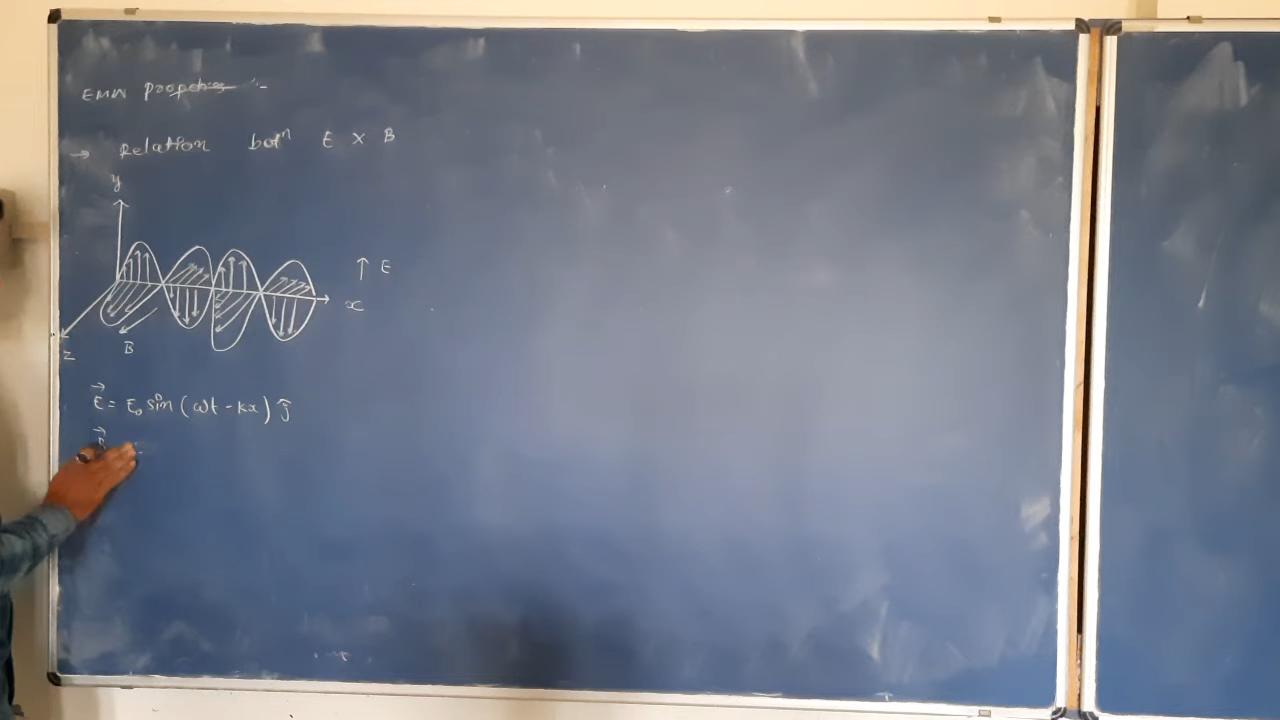 EMW Properties :-
→ Relation betⁿ E × B
y
↑ E
x
z
B
E⃗ = E₀ sin (ωt - kx) ĵ